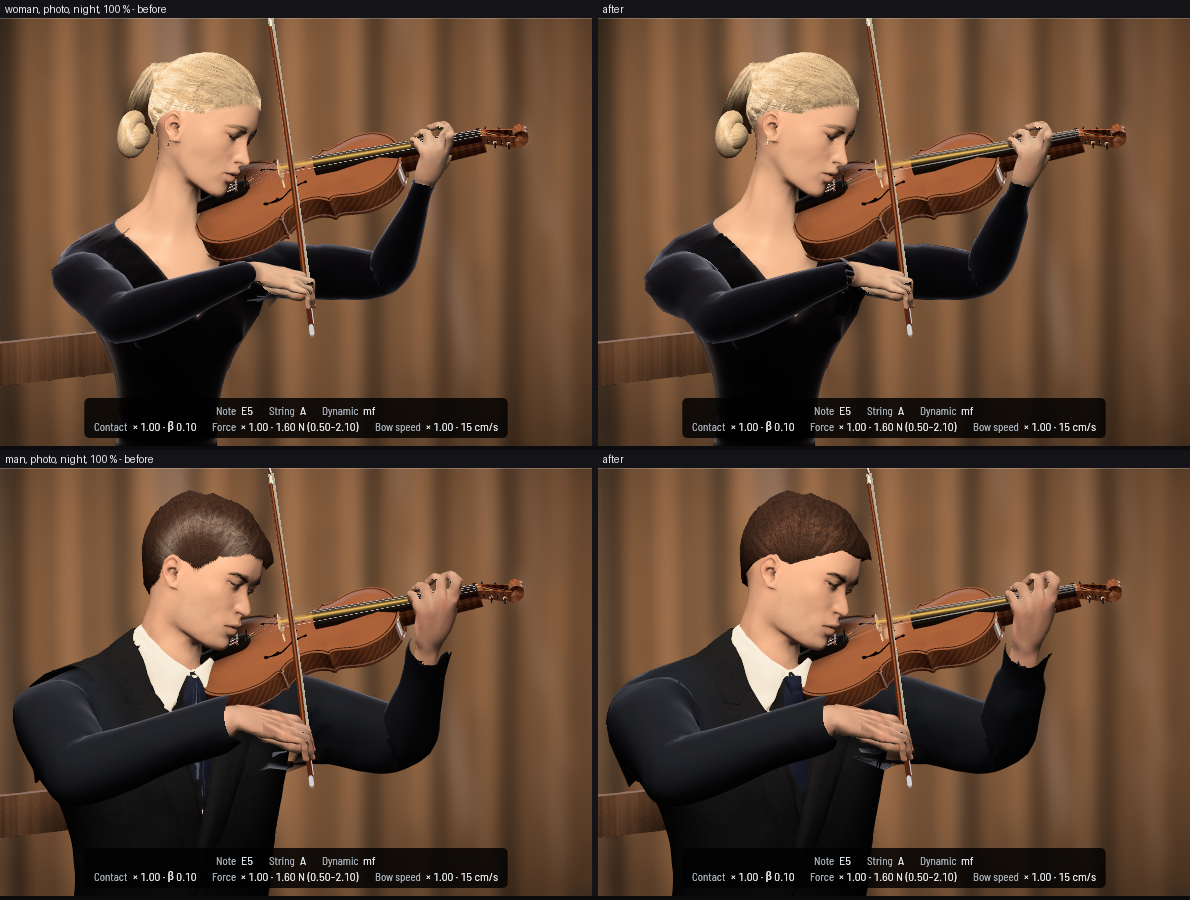 woman, photo, night, 100 % - before
after
Note E5 String A Dynamic mf
Contact × 1.00 · β 0.10 Force × 1.00 · 1.60 N (0.50–2.10) Bow speed × 1.00 · 15 cm/s
Note E5 String A Dynamic mf
Contact × 1.00 · β 0.10 Force × 1.00 · 1.60 N (0.50–2.10) Bow speed × 1.00 · 15 cm/s
man, photo, night, 100 % - before
after
Note E5 String A Dynamic mf
Contact × 1.00 · β 0.10 Force × 1.00 · 1.60 N (0.50–2.10) Bow speed × 1.00 · 15 cm/s
Note E5 String A Dynamic mf
Contact × 1.00 · β 0.10 Force × 1.00 · 1.60 N (0.50–2.10) Bow speed × 1.00 · 15 cm/s